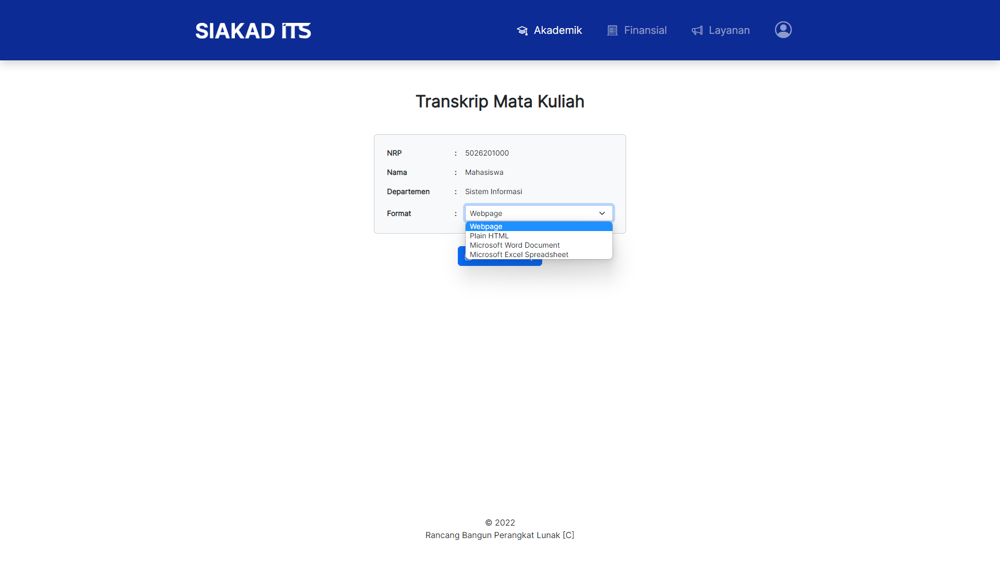 SIAKAD ITS
Akademik
Finansial
Layanan
Transkrip Mata Kuliah
NRP : 5026201000
Nama : Mahasiswa
Departemen : Sistem Informasi
Format : Webpage
Webpage
Plain HTML
Microsoft Word Document
Microsoft Excel Spreadsheet
© 2022
Rancang Bangun Perangkat Lunak [C]